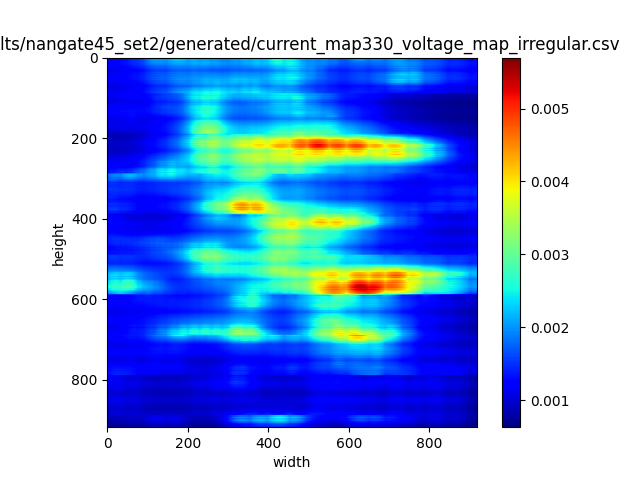 lts/nangate45_set2/generated/current_map330_voltage_map_irregular.csv
0
200
400
600
800
height
0 200 400 600 800
width
0.005
0.004
0.003
0.002
0.001